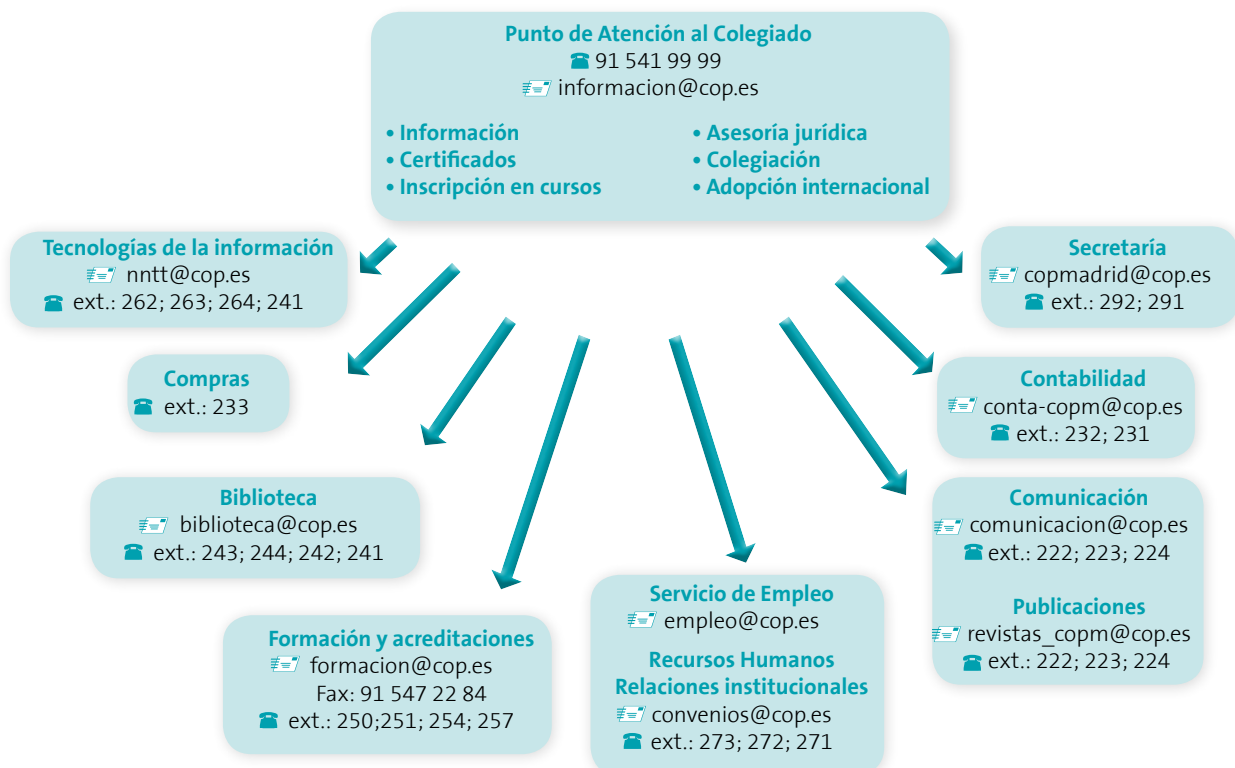 Punto de Atención al Colegiado
91 541 99 99
informacion@cop.es
• Información
• Certificados
• Inscripción en cursos
• Asesoría jurídica
• Colegiación
• Adopción internacional
Tecnologías de la información
nntt@cop.es
ext.: 262; 263; 264; 241
Secretaría
copmadrid@cop.es
ext.: 292; 291
Compras
ext.: 233
Contabilidad
conta-copm@cop.es
ext.: 232; 231
Biblioteca
biblioteca@cop.es
ext.: 243; 244; 242; 241
Comunicación
comunicacion@cop.es
ext.: 222; 223; 224
Publicaciones
revistas_copm@cop.es
ext.: 222; 223; 224
Formación y acreditaciones
formacion@cop.es
Fax: 91 547 22 84
ext.: 250;251; 254; 257
Servicio de Empleo
empleo@cop.es
Recursos Humanos
Relaciones institucionales
convenios@cop.es
ext.: 273; 272; 271